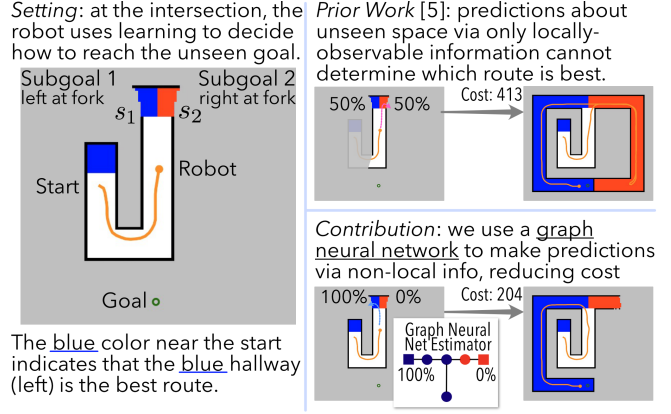 Setting: at the intersection, the
robot uses learning to decide
how to reach the unseen goal.
Subgoal 1
left at fork
Subgoal 2
right at fork
s1
s2
Robot
Start
Goal
The blue color near the start
indicates that the blue hallway
(left) is the best route.
Prior Work [5]: predictions about
unseen space via only locally-
observable information cannot
determine which route is best.
50%
50%
Cost: 413
Contribution: we use a graph
neural network to make predictions
via non-local info, reducing cost
100%
0%
Cost: 204
Graph Neural
Net Estimator
100%
0%